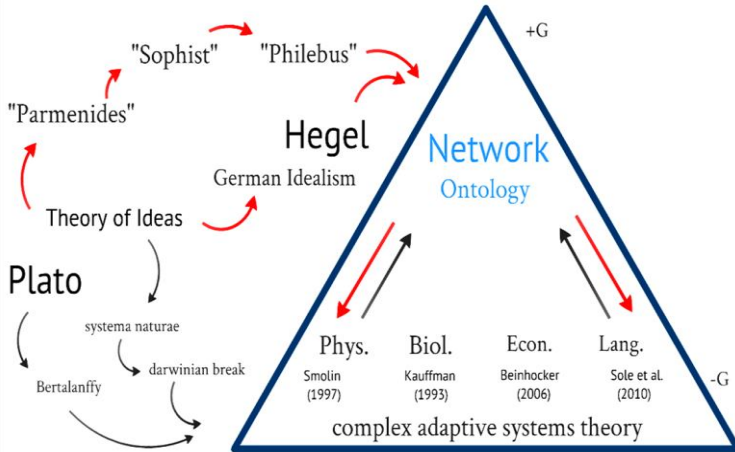 +G
"Sophist"
"Philebus"
"Parmenides"
Hegel
German Idealism
Network
Ontology
Theory of Ideas
Plato
systema naturae
darwinian break
Bertalanffy
Phys. Biol. Econ. Lang.
Smolin Kauffman Beinhocker Sole et al.
(1997) (1993) (2006) (2010)
-G
complex adaptive systems theory